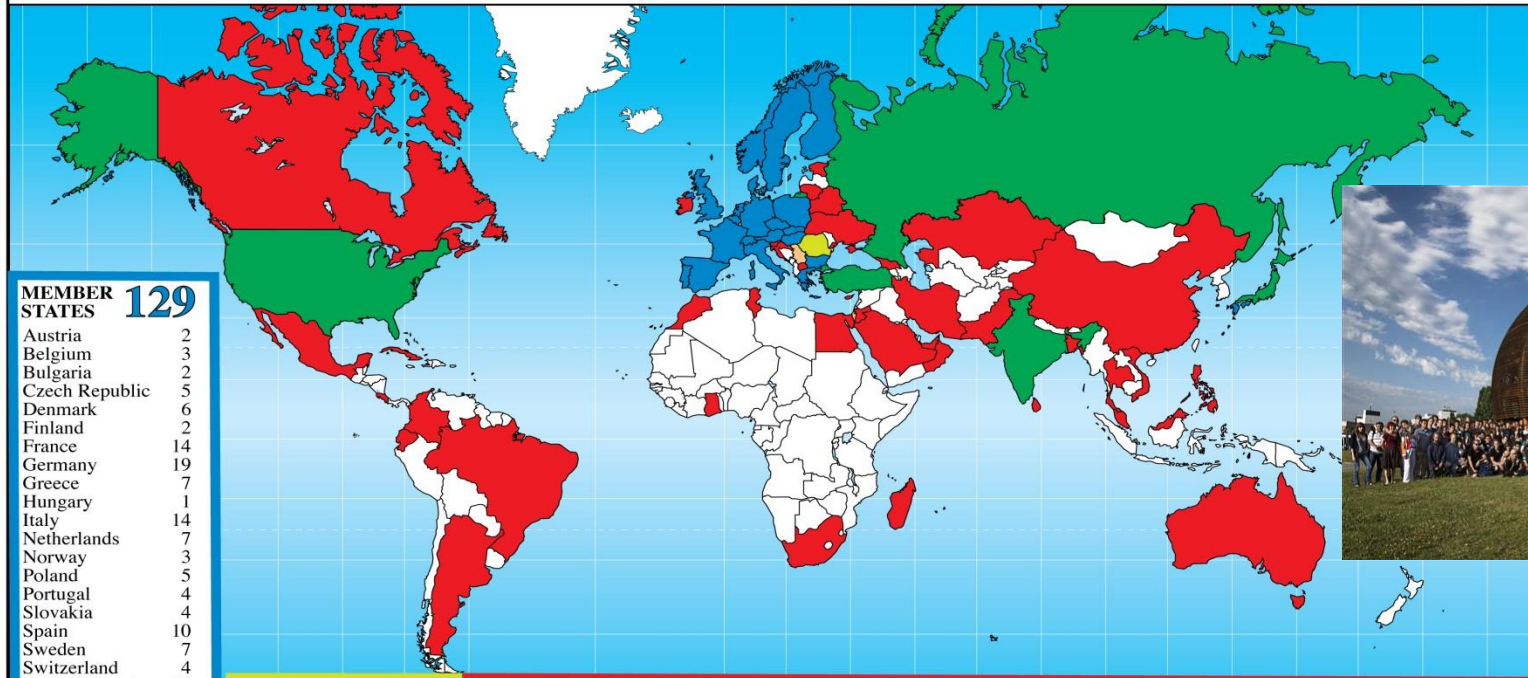 MEMBER
STATES 129
Austria 2
Belgium 3
Bulgaria 2
Czech Republic 5
Denmark 6
Finland 2
France 14
Germany 19
Greece 7
Hungary 1
Italy 14
Netherlands 7
Norway 3
Poland 5
Portugal 4
Slovakia 4
Spain 10
Sweden 7
Switzerland 4